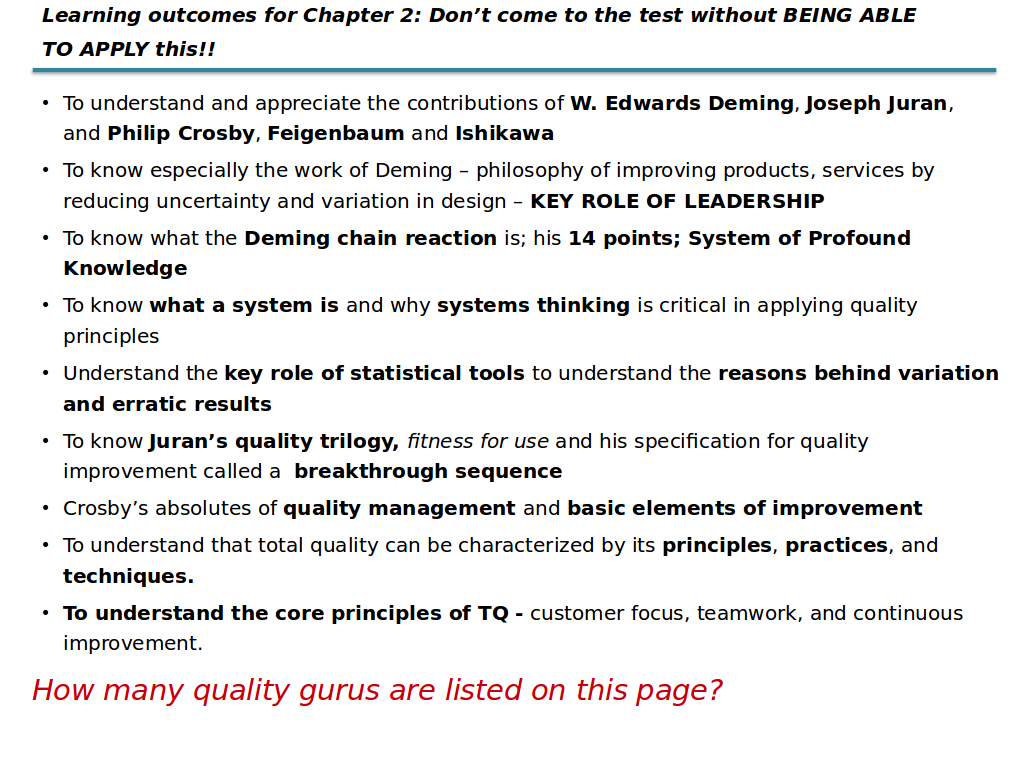 Learning outcomes for Chapter 2: Don’t come to the test without BEING ABLE
TO APPLY this!!
• To understand and appreciate the contributions of W. Edwards Deming, Joseph Juran,
and Philip Crosby, Feigenbaum and Ishikawa
• To know especially the work of Deming – philosophy of improving products, services by
reducing uncertainty and variation in design – KEY ROLE OF LEADERSHIP
• To know what the Deming chain reaction is; his 14 points; System of Profound
Knowledge
• To know what a system is and why systems thinking is critical in applying quality
principles
• Understand the key role of statistical tools to understand the reasons behind variation
and erratic results
• To know Juran’s quality trilogy, fitness for use and his specification for quality
improvement called a  breakthrough sequence
• Crosby’s absolutes of quality management and basic elements of improvement
• To understand that total quality can be characterized by its principles, practices, and
techniques.
• To understand the core principles of TQ - customer focus, teamwork, and continuous
improvement.
How many quality gurus are listed on this page?